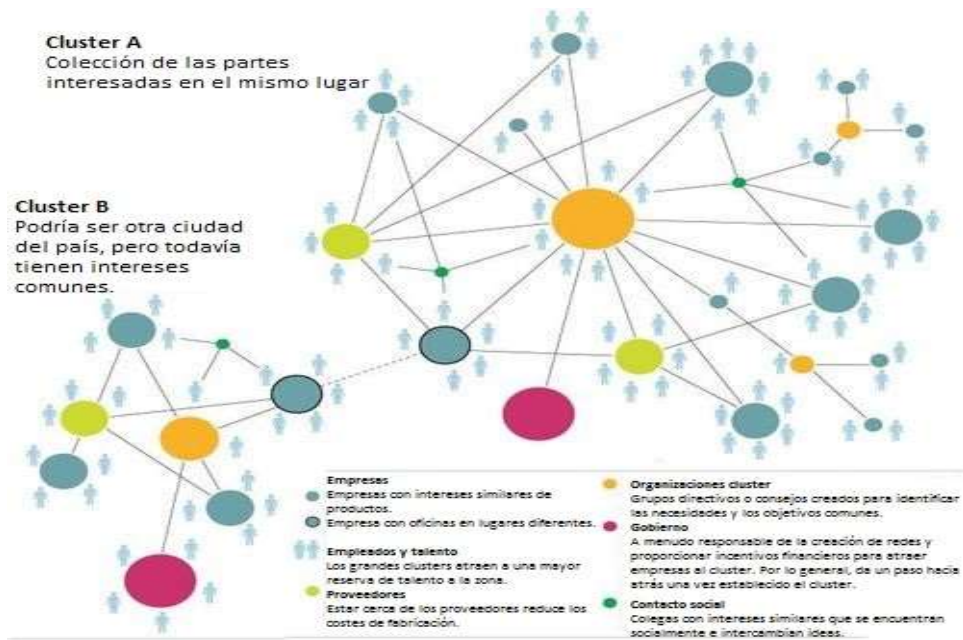 Cluster A
Colección de las partes
interesadas en el mismo lugar
Cluster B
Podría ser otra ciudad
del país, pero todavía
tienen intereses
comunes.
Empresas
Empresas con intereses similares de
productos.
Empresa con oficinas en lugares diferentes.
Empleados y talento
Los grandes clusters atraen a una mayor
reserva de talento a la zona.
Proveedores
Estar cerca de los proveedores reduce los
costes de fabricación.
Organizaciones cluster
Grupos directivos o consejos creados para identificar
las necesidades y los objetivos comunes.
Gobierno
A menudo responsable de la creación de redes y
proporcionar incentivos financieros para atraer
empresas al cluster. Por lo general, da un paso hacia
atrás una vez establecido el cluster.
Contacto social
Colegas con intereses similares que se encuentran
socialmente e intercambian ideas.